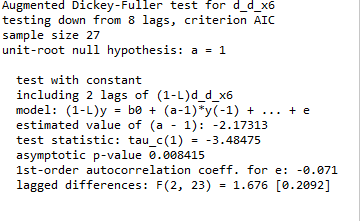 Augmented Dickey-Fuller test for d_d_x6
testing down from 8 lags, criterion AIC
sample size 27
unit-root null hypothesis: a = 1
test with constant
including 2 lags of (1-L)d_d_x6
model: (1-L)y = b0 + (a-1)*y(-1) + ... + e
estimated value of (a - 1): -2.17313
test statistic: tau_c(1) = -3.48475
asymptotic p-value 0.008415
1st-order autocorrelation coeff. for e: -0.071
lagged differences: F(2, 23) = 1.676 [0.2092]